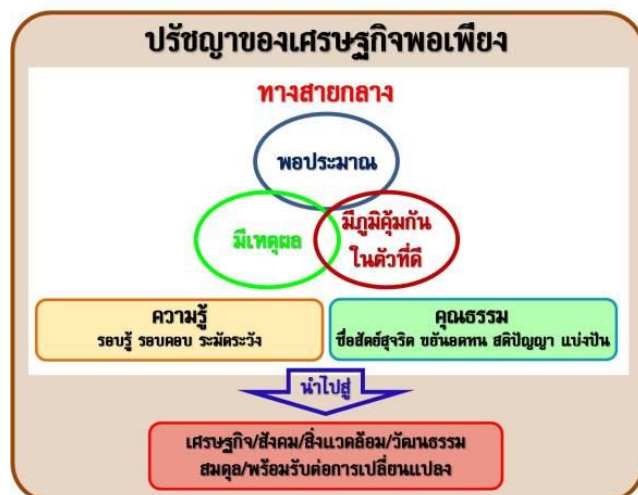 ปรัชญาของเศรษฐกิจพอเพียง
ทางสายกลาง
พอประมาณ
มีเหตุผล
มีภูมิคุ้มกัน
ในตัวที่ดี
ความรู้
รอบรู้ รอบคอบ ระมัดระวัง
คุณธรรม
ซื่อสัตย์สุจริต ขยันอดทน สติปัญญา แบ่งปัน
นำไปสู่
เศรษฐกิจ/สังคม/สิ่งแวดล้อม/วัฒนธรรม
สมดุล/พร้อมรับต่อการเปลี่ยนแปลง